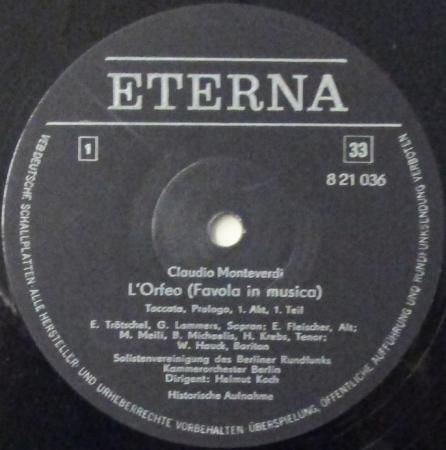 ETERNA
1
33
8 21 036
Claudio Monteverdi
L'Orfeo (Favola in musica)
Toccata, Prologo, 1. Akt, 1. Teil
E. Trötschel, G. Lammers, Sopran; E. Fleischer, Alt;
M. Meili, B. Michaelis, H. Krebs, Tenor;
W. Hauck, Bariton
Solistenvereinigung des Berliner Rundfunks
Kammerorchester Berlin
Dirigent: Helmut Koch
Historische Aufnahme
VEB DEUTSCHE SCHALLPLATTEN · ALLE HERSTELLER- UND URHEBERRECHTE VORBEHALTEN · ÜBERSPIELUNG, ÖFFENTLICHE AUFFÜHRUNG UND RUNDFUNKSENDUNG VERBOTEN